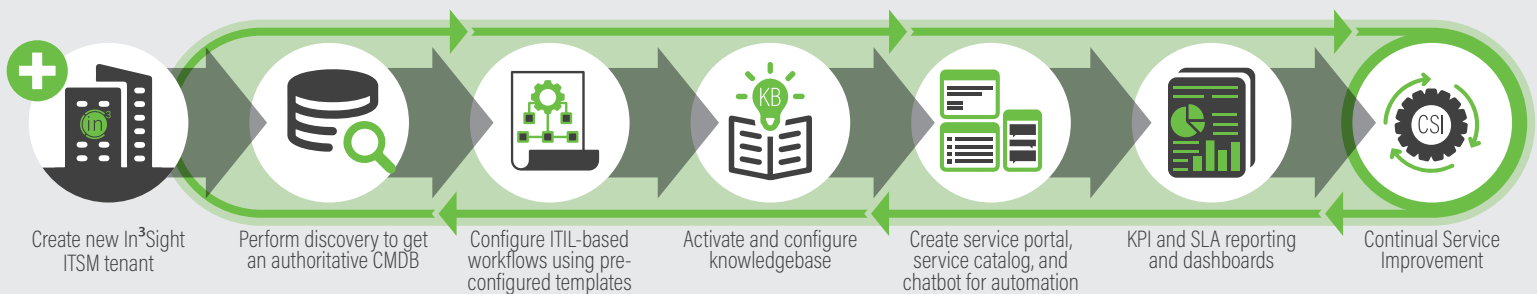 in³
KB
CSI
Create new In³Sight
ITSM tenant
Perform discovery to get
an authoritative CMDB
Configure ITIL-based
workflows using pre-
configured templates
Activate and configure
knowledgebase
Create service portal,
service catalog, and
chatbot for automation
KPI and SLA reporting
and dashboards
Continual Service
Improvement